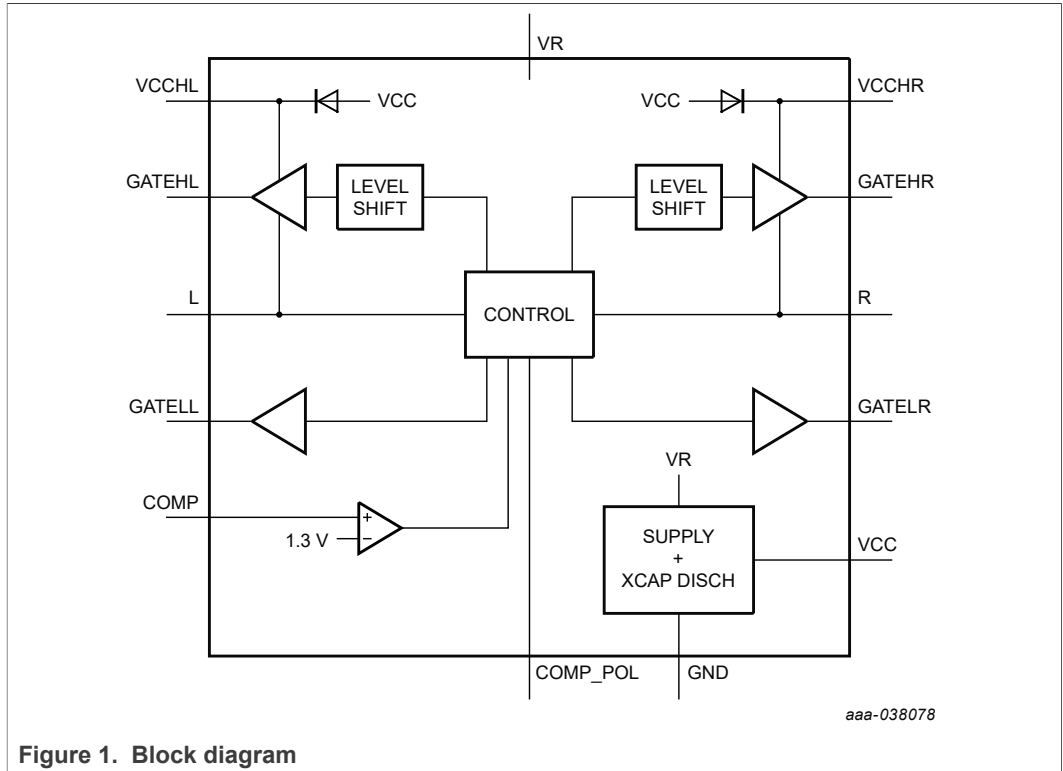 VR
VCCHL
VCC
VCC
VCCHR
GATEHL
LEVEL
SHIFT
LEVEL
SHIFT
GATEHR
L
CONTROL
R
GATELL
GATELR
VR
COMP
+
1.3 V
−
SUPPLY
+
XCAP DISCH
VCC
COMP_POL
GND
aaa-038078
Figure 1. Block diagram